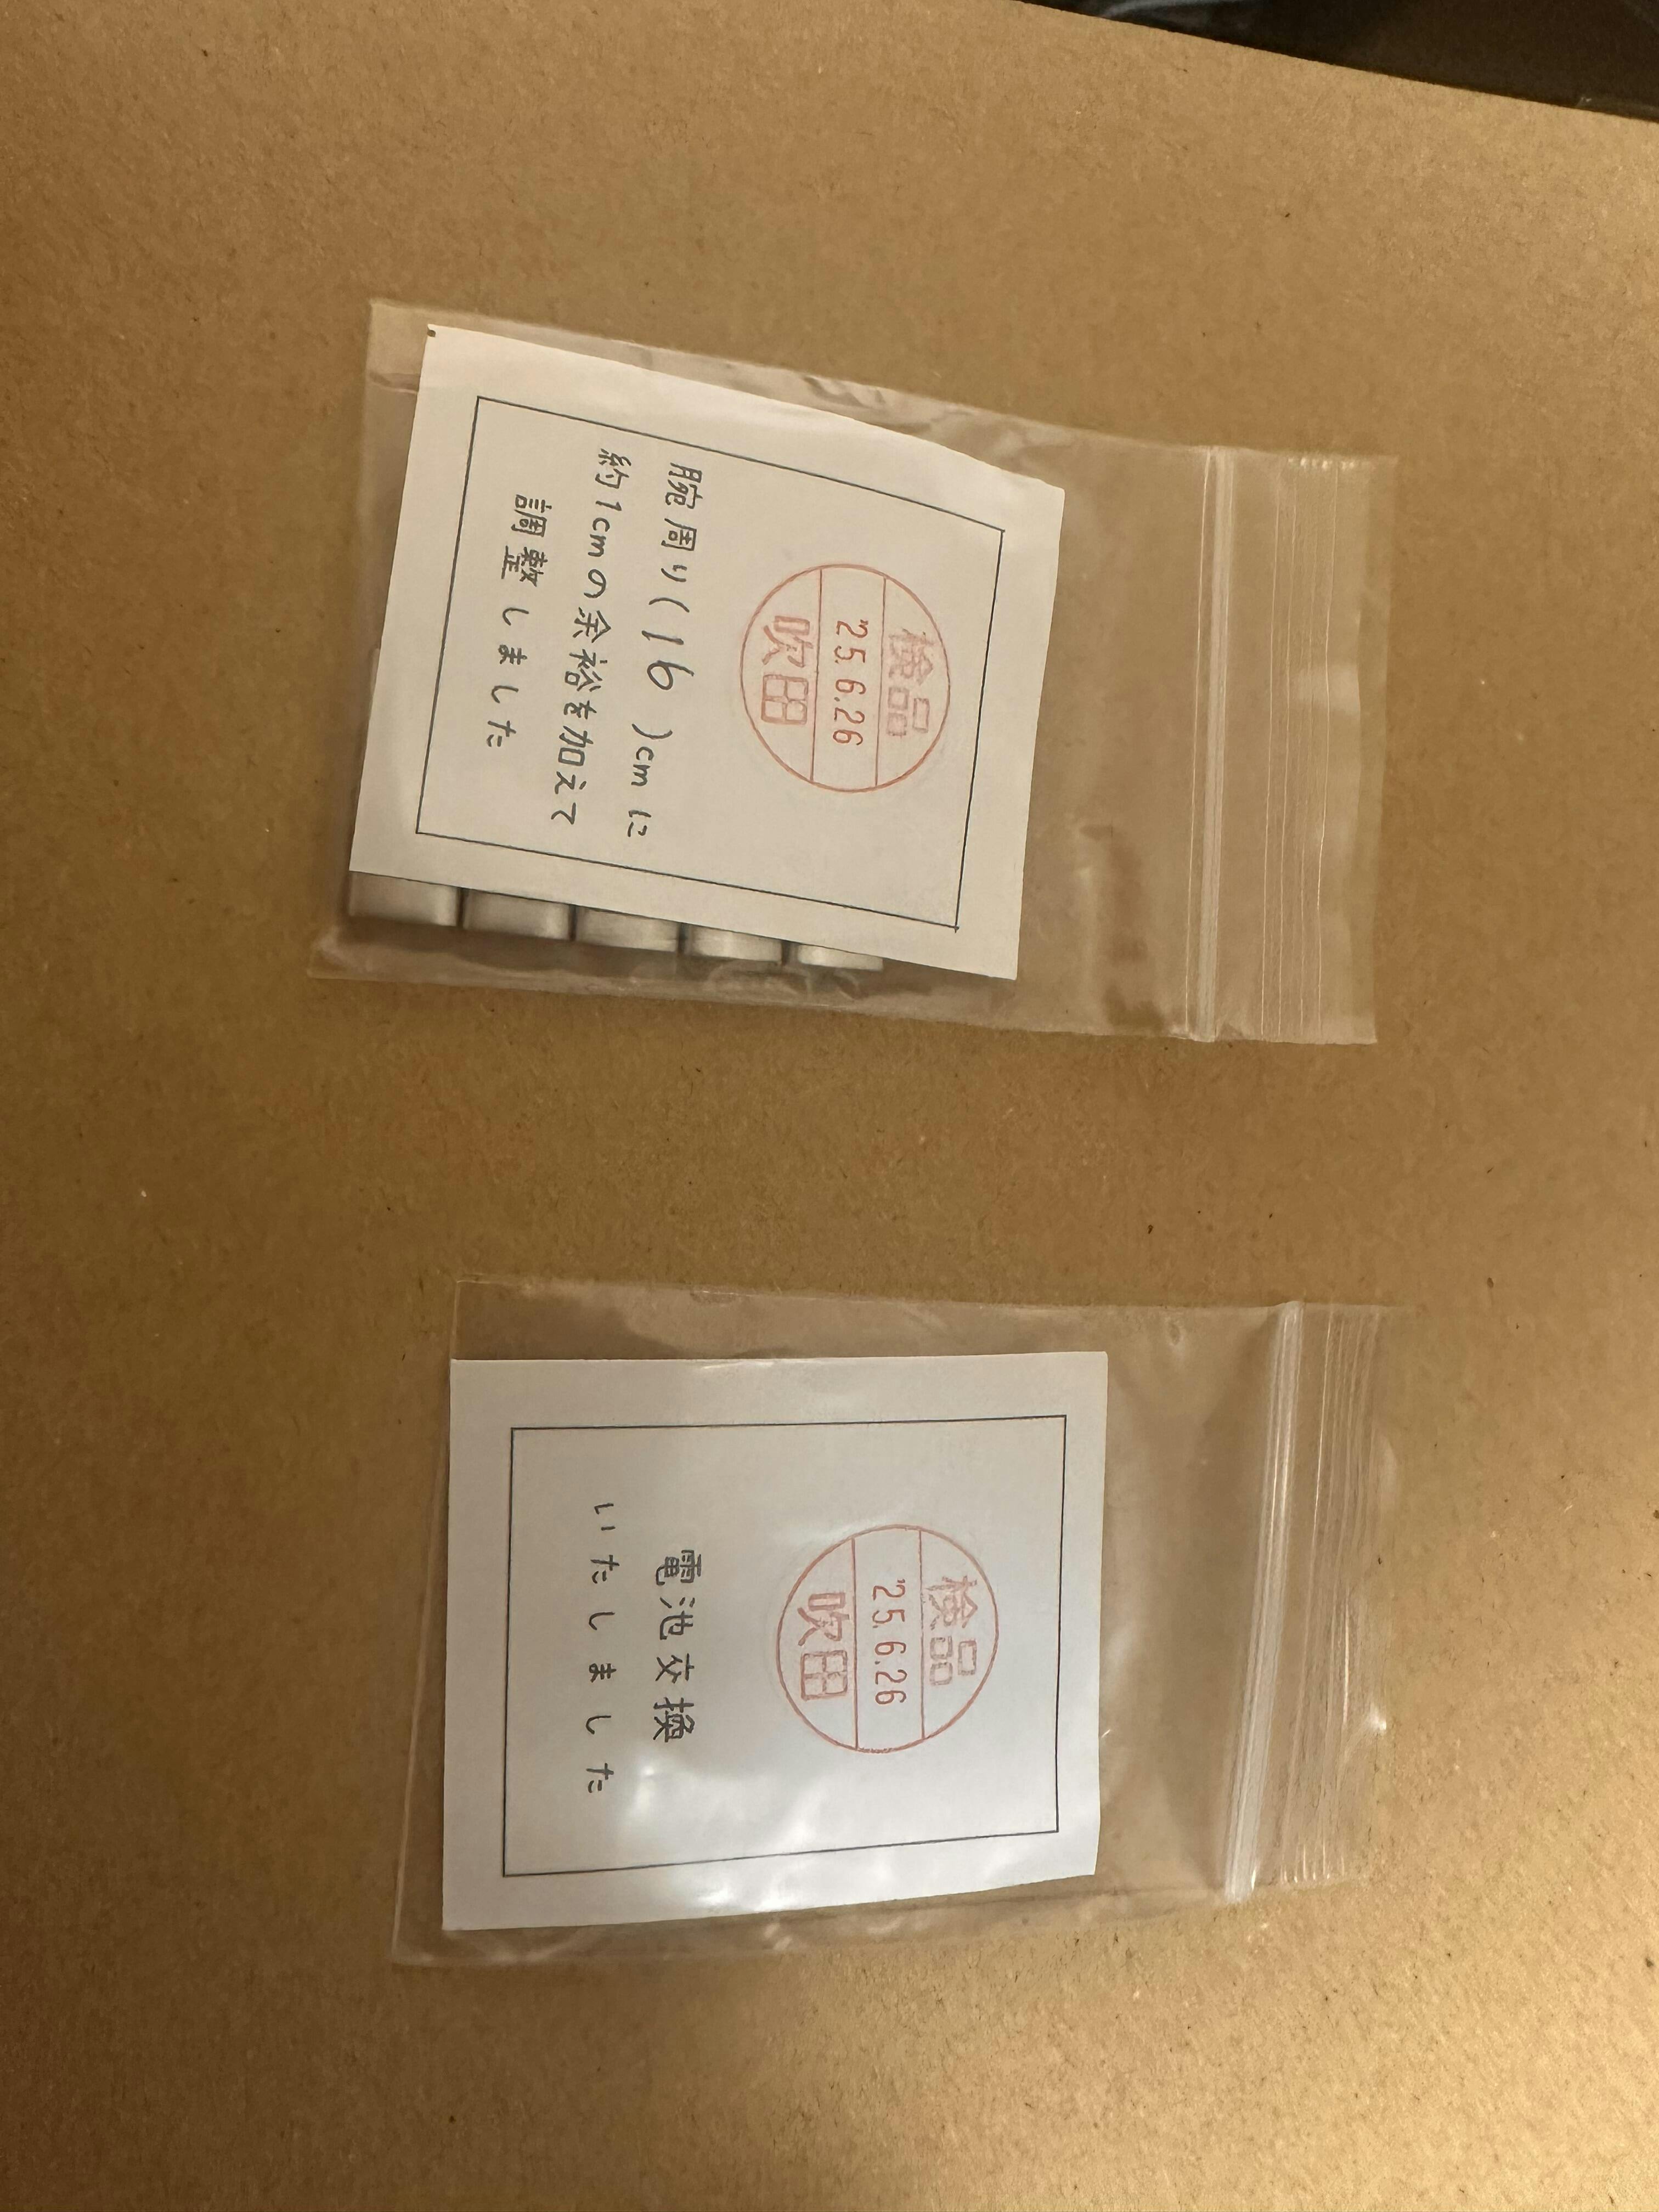 検品
'25.6.26
吹田
腕周り(16)cmに
約1cmの余裕を加えて
調整しました
検品
'25.6.26
吹田
電池交換
いたしました